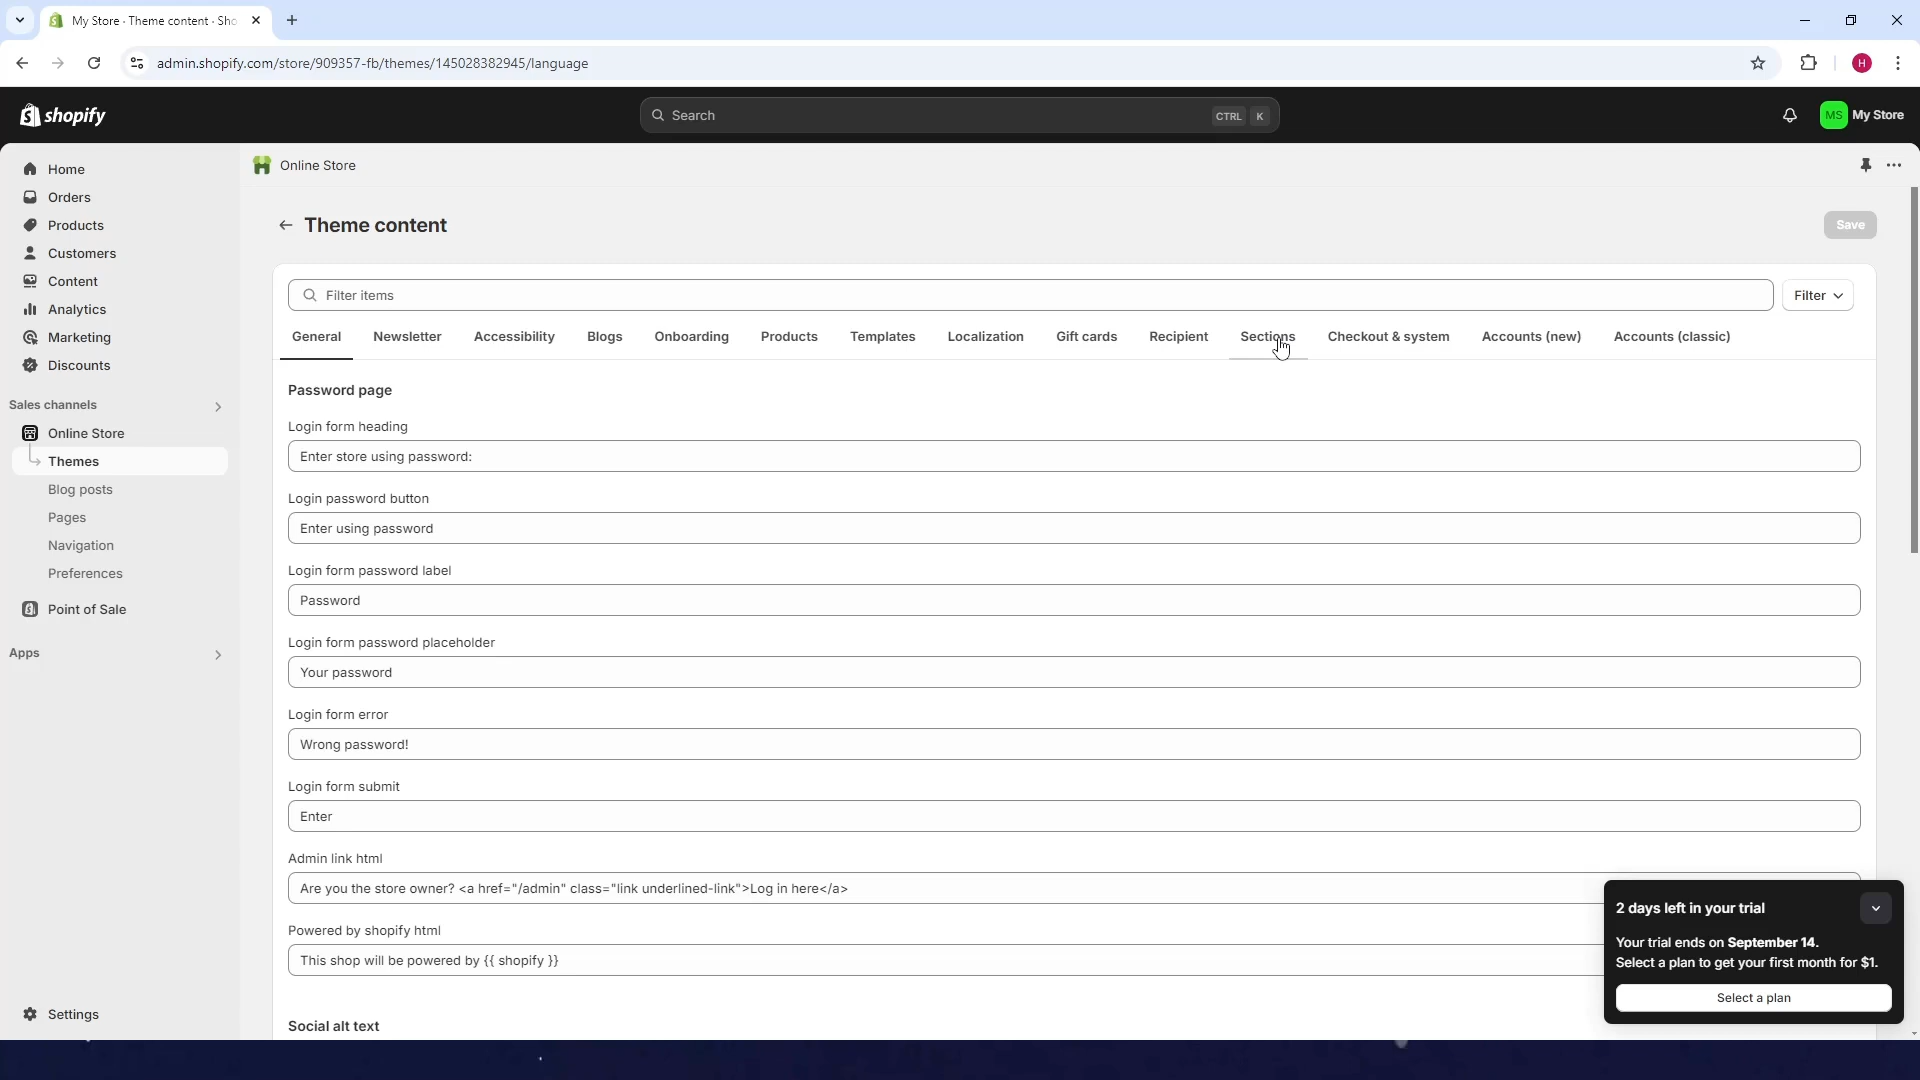 My Store · Theme content · Sho
admin.shopify.com/store/909357-fb/themes/145028382945/language
H
shopify
Search
CTRL K
MS My Store
Home
Orders
Products
Customers
Content
Analytics
Marketing
Discounts
Sales channels
Online Store
Themes
Blog posts
Pages
Navigation
Preferences
Point of Sale
Apps
Settings
Online Store
Theme content
Save
Filter items
Filter
General Newsletter Accessibility Blogs Onboarding Products Templates Localization Gift cards Recipient Sections Checkout & system Accounts (new) Accounts (classic)
Password page
Login form heading
Enter store using password:
Login password button
Enter using password
Login form password label
Password
Login form password placeholder
Your password
Login form error
Wrong password!
Login form submit
Enter
Admin link html
Are you the store owner? <a href="/admin" class="link underlined-link">Log in here</a>
Powered by shopify html
This shop will be powered by {{ shopify }}
Social alt text
2 days left in your trial
Your trial ends on September 14.
Select a plan to get your first month for $1.
Select a plan